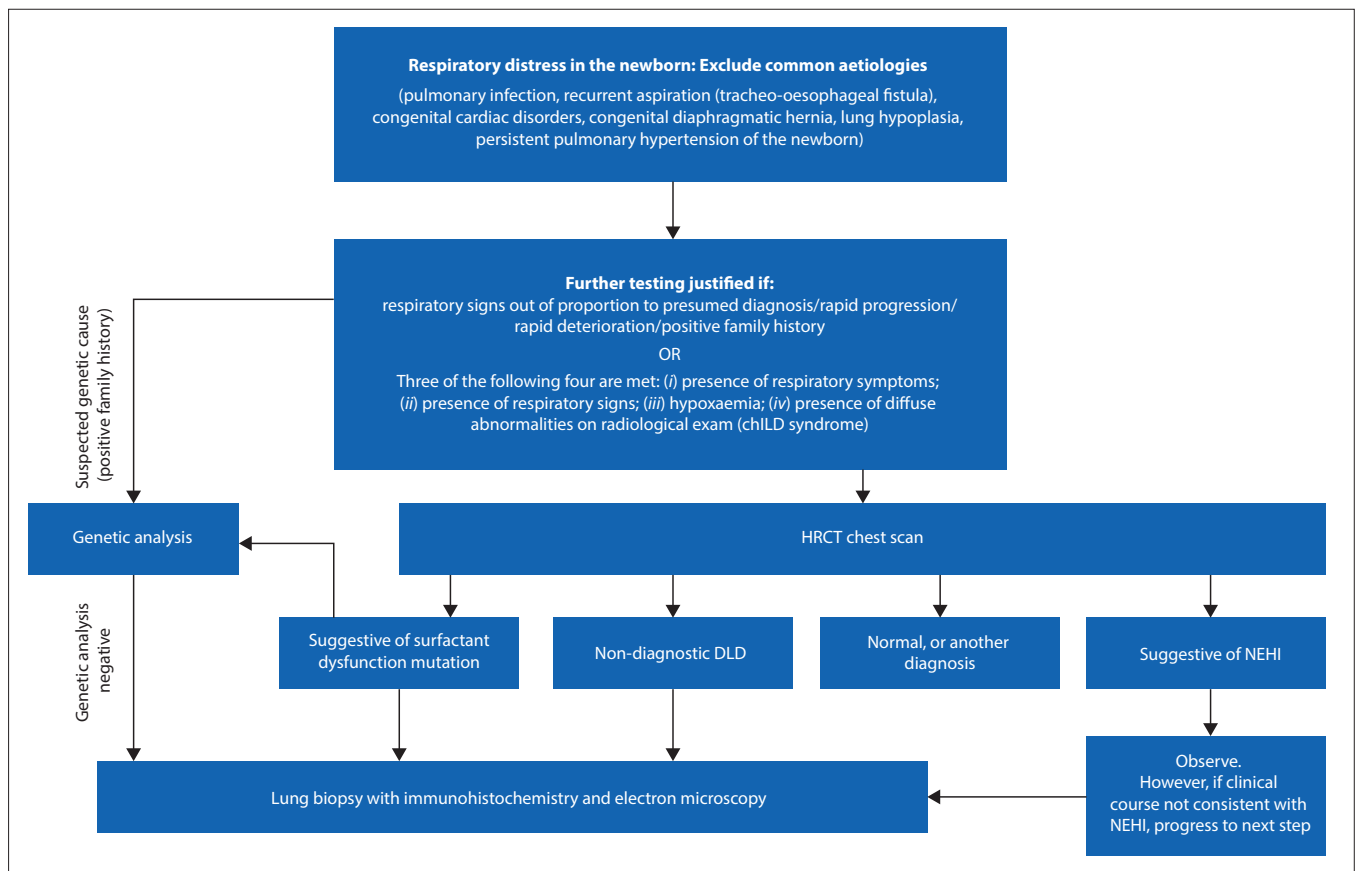 Respiratory distress in the newborn: Exclude common aetiologies
(pulmonary infection, recurrent aspiration (tracheo-oesophageal fistula),
congenital cardiac disorders, congenital diaphragmatic hernia, lung hypoplasia,
persistent pulmonary hypertension of the newborn)
Further testing justified if:
respiratory signs out of proportion to presumed diagnosis/rapid progression/
rapid deterioration/positive family history
OR
Three of the following four are met: (i) presence of respiratory symptoms;
(ii) presence of respiratory signs; (iii) hypoxaemia; (iv) presence of diffuse
abnormalities on radiological exam (chILD syndrome)
Suspected genetic cause
(positive family history)
Genetic analysis
HRCT chest scan
Genetic analysis
negative
Suggestive of surfactant
dysfunction mutation
Non-diagnostic DLD
Normal, or another
diagnosis
Suggestive of NEHI
Lung biopsy with immunohistochemistry and electron microscopy
Observe.
However, if clinical
course not consistent with
NEHI, progress to next step